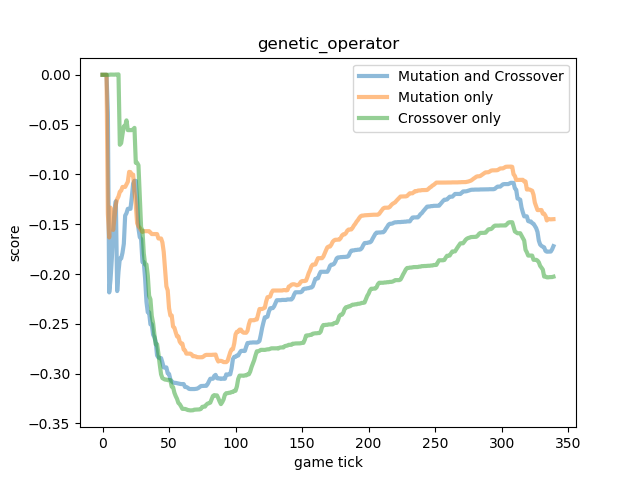 genetic_operator
Mutation and Crossover
Mutation only
Crossover only
score
0.00
−0.05
−0.10
−0.15
−0.20
−0.25
−0.30
−0.35
0 50 100 150 200 250 300 350
game tick